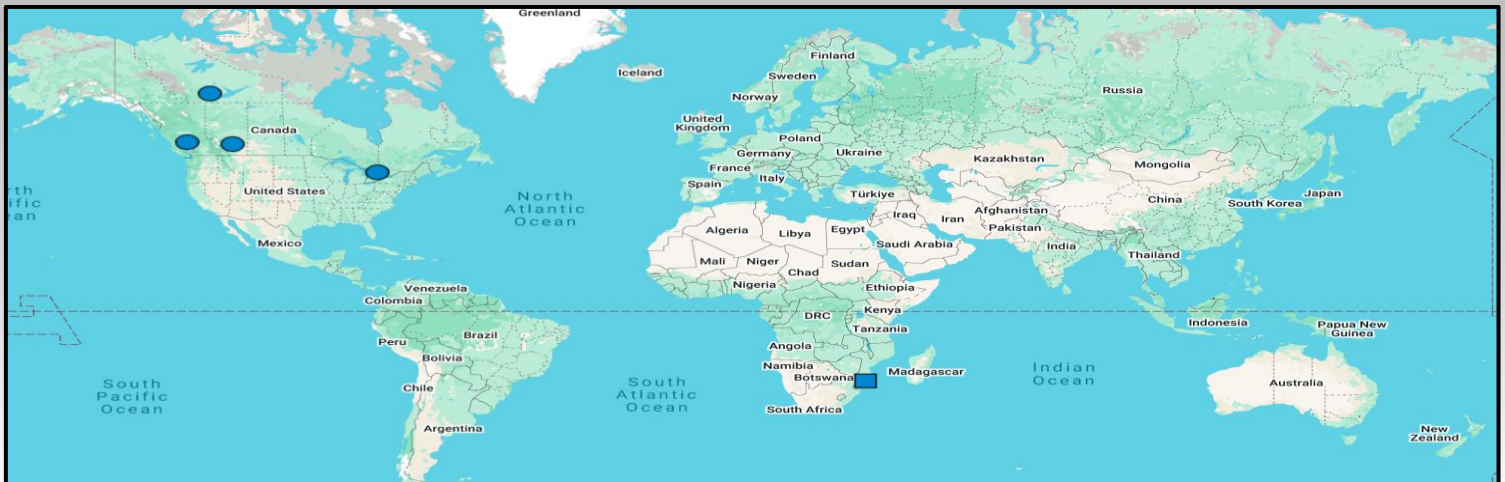 Greenland
Iceland
Finland
Sweden
Norway
Russia
United
Kingdom
Canada
Poland
Germany
Ukraine
France
Kazakhstan
Mongolia
Italy
Spain
United States
Türkiye
Japan
China
South Korea
North
Atlantic
Ocean
rth
ific
ean
Iraq
Iran
Afghanistan
Pakistan
Algeria
Libya
Egypt
Saudi Arabia
Mexico
India
Thailand
Mali
Niger
Chad
Sudan
Nigeria
Ethiopia
Venezuela
Colombia
Kenya
DRC
Tanzania
Indonesia
Papua New
Guinea
Brazil
Peru
Bolivia
Angola
Namibia
Botswana
Madagascar
Indian
Ocean
South
Pacific
Ocean
South
Atlantic
Ocean
Chile
Australia
South Africa
Argentina
New
Zealand